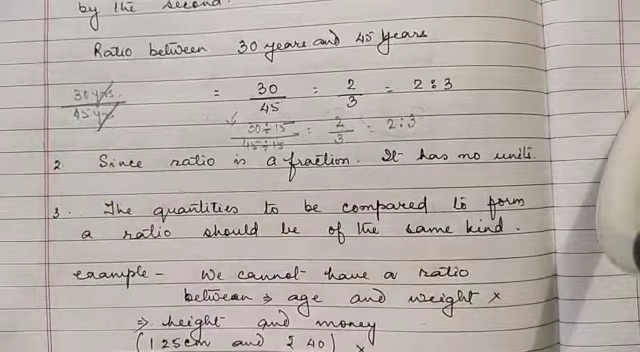 by the second.
Ratio between 30 years and 45 years
30 yrs. / 45 yrs = 30/45 = 2/3 = 2:3
30÷15 / 45÷15 = 2/3 = 2:3
2. Since ratio is a fraction. It has no units.
3. The quantities to be compared to form
a ratio should be of the same kind.
example - We cannot have a ratio
between ⇒ age and weight ×
⇒ height and money
(125cm and ₹ 40) ×